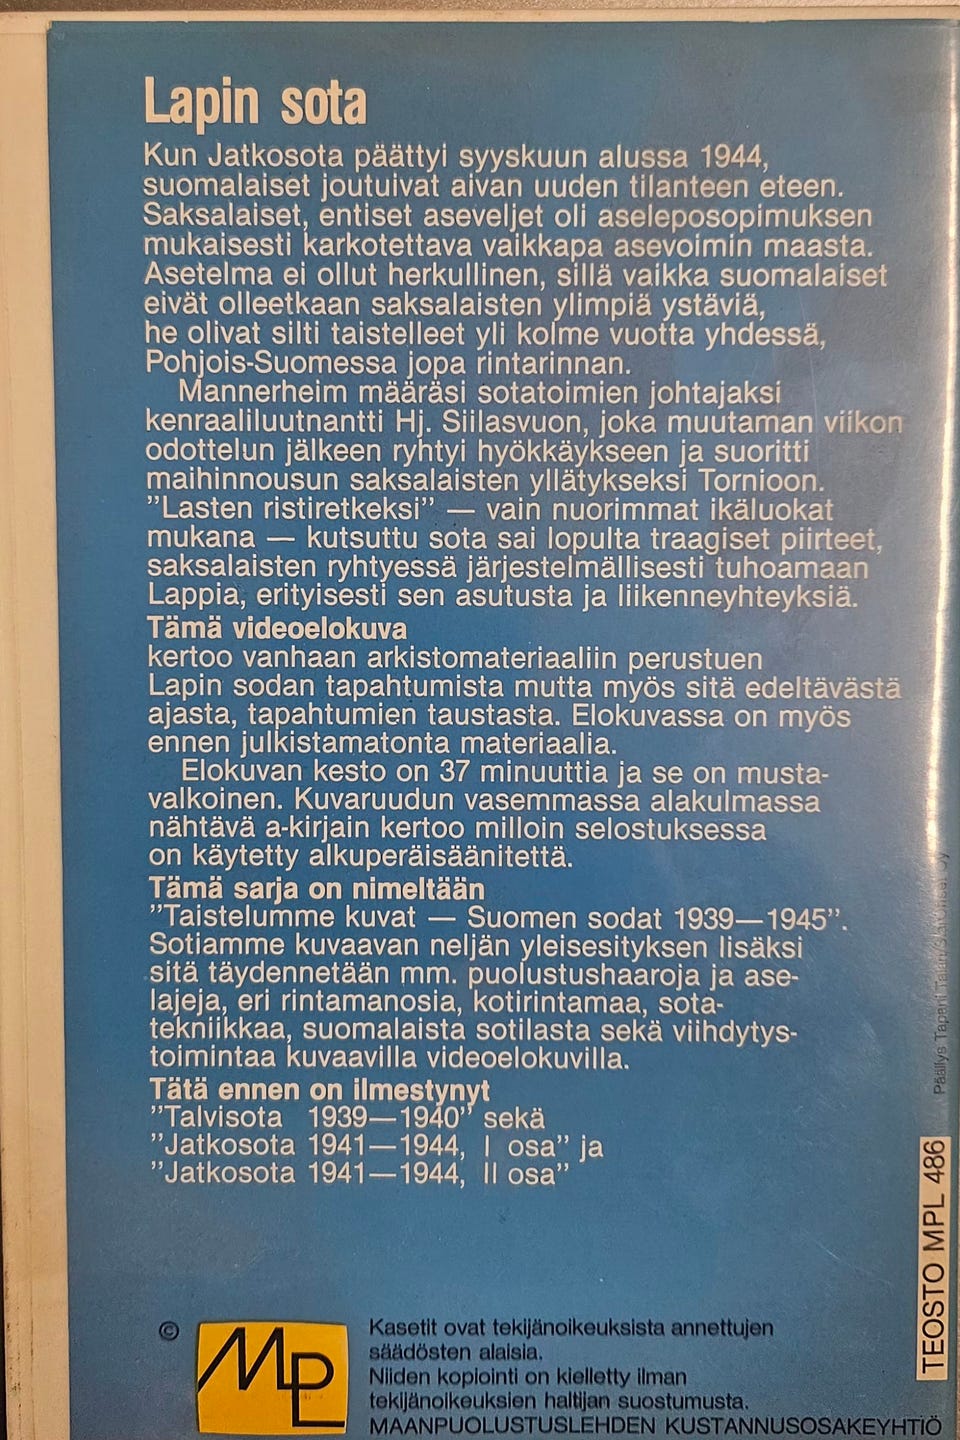 Lapin sota
Kun Jatkosota päättyi syyskuun alussa 1944,
suomalaiset joutuivat aivan uuden tilanteen eteen.
Saksalaiset, entiset aseveljet oli aseleposopimuksen
mukaisesti karkotettava vaikkapa asevoimin maasta.
Asetelma ei ollut herkullinen, sillä vaikka suomalaiset
eivät olleetkaan saksalaisten ylimpiä ystäviä,
he olivat silti taistelleet yli kolme vuotta yhdessä,
Pohjois-Suomessa jopa rintarinnan.
Mannerheim määräsi sotatoimien johtajaksi
kenraaliluutnantti Hj. Siilasvuon, joka muutaman viikon
odottelun jälkeen ryhtyi hyökkäykseen ja suoritti
maihinnousun saksalaisten yllätykseksi Tornioon.
”Lasten ristiretkeksi” — vain nuorimmat ikäluokat
mukana — kutsuttu sota sai lopulta traagiset piirteet,
saksalaisten ryhtyessä järjestelmällisesti tuhoamaan
Lappia, erityisesti sen asutusta ja liikenneyhteyksiä.
Tämä videoelokuva
kertoo vanhaan arkistomateriaaliin perustuen
Lapin sodan tapahtumista mutta myös sitä edeltävästä
ajasta, tapahtumien taustasta. Elokuvassa on myös
ennen julkistamatonta materiaalia.
Elokuvan kesto on 37 minuuttia ja se on musta-
valkoinen. Kuvaruudun vasemmassa alakulmassa
nähtävä a-kirjain kertoo milloin selostuksessa
on käytetty alkuperäisäänitettä.
Tämä sarja on nimeltään
”Taistelumme kuvat — Suomen sodat 1939—1945”.
Sotiamme kuvaavan neljän yleisesityksen lisäksi
sitä täydennetään mm. puolustushaaroja ja ase-
lajeja, eri rintamanosia, kotirintamaa, sota-
tekniikkaa, suomalaista sotilasta sekä viihdytys-
toimintaa kuvaavilla videoelokuvilla.
Tätä ennen on ilmestynyt
”Talvisota 1939—1940” sekä
”Jatkosota 1941—1944, I osa” ja
”Jatkosota 1941—1944, II osa”
© MPL
Kasetit ovat tekijänoikeuksista annettujen
säädösten alaisia.
Niiden kopiointi on kielletty ilman
tekijänoikeuksien haltijan suostumusta.
MAANPUOLUSTUSLEHDEN KUSTANNUSOSAKEYHTIÖ
TEOSTO MPL 486
Päällys Tapani